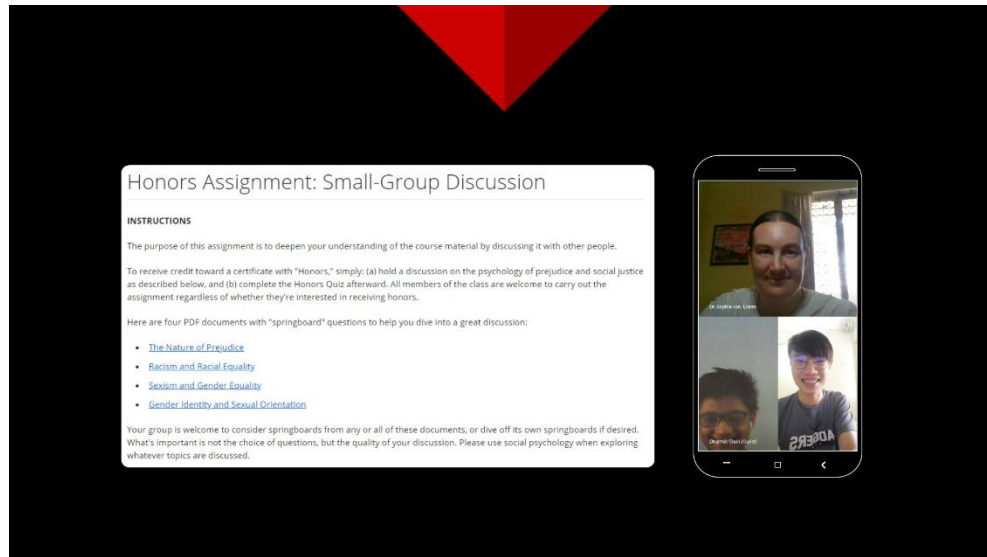 Honors Assignment: Small-Group Discussion
INSTRUCTIONS
The purpose of this assignment is to deepen your understanding of the course material by discussing it with other people.
To receive credit toward a certificate with "Honors," simply: (a) hold a discussion on the psychology of prejudice and social justice
as described below, and (b) complete the Honors Quiz afterward. All members of the class are welcome to carry out the
assignment regardless of whether they're interested in receiving honors.
Here are four PDF documents with "springboard" questions to help you dive into a great discussion:
The Nature of Prejudice
Racism and Racial Equality
Sexism and Gender Equality
Gender Identity and Sexual Orientation
Your group is welcome to consider springboards from any or all of these documents, or dive off its own springboards if desired.
What's important is not the choice of questions, but the quality of your discussion. Please use social psychology when exploring
whatever topics are discussed.
Dr. Sophia
(Guest)